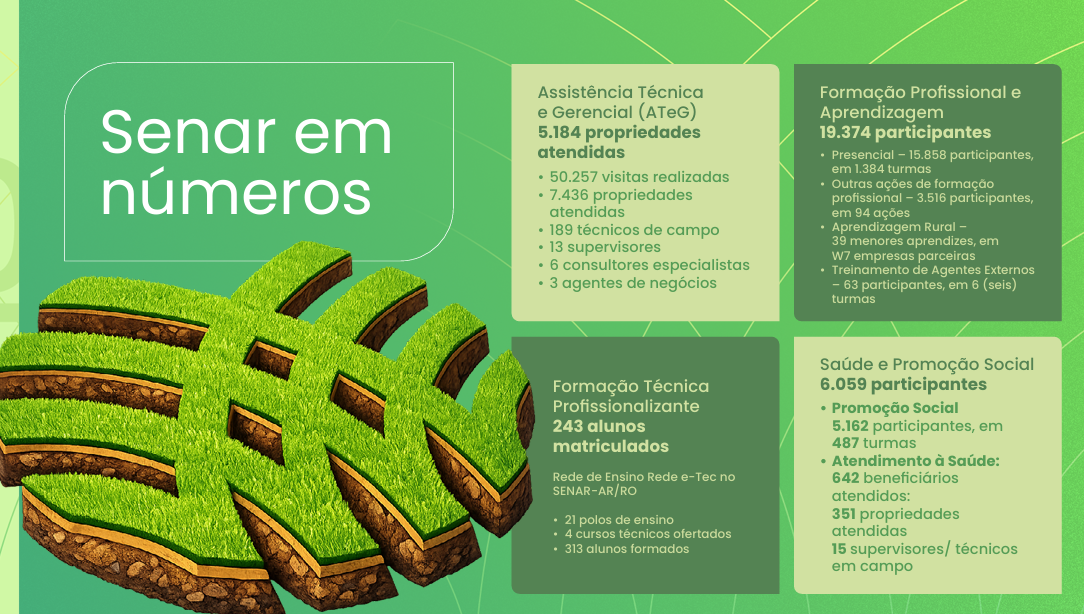 Senar em
números
Assistência Técnica
e Gerencial (ATeG)
5.184 propriedades
atendidas
• 50.257 visitas realizadas
• 7.436 propriedades
atendidas
• 189 técnicos de campo
• 13 supervisores
• 6 consultores especialistas
• 3 agentes de negócios
Formação Profissional e
Aprendizagem
19.374 participantes
• Presencial – 15.858 participantes,
em 1.384 turmas
• Outras ações de formação
profissional – 3.516 participantes,
em 94 ações
• Aprendizagem Rural –
39 menores aprendizes, em
W7 empresas parceiras
• Treinamento de Agentes Externos
– 63 participantes, em 6 (seis)
turmas
Formação Técnica
Profissionalizante
243 alunos
matriculados
Rede de Ensino Rede e-Tec no
SENAR-AR/RO
• 21 polos de ensino
• 4 cursos técnicos ofertados
• 313 alunos formados
Saúde e Promoção Social
6.059 participantes
• Promoção Social
5.162 participantes, em
487 turmas
• Atendimento à Saúde:
642 beneficiários
atendidos:
351 propriedades
atendidas
15 supervisores/ técnicos
em campo